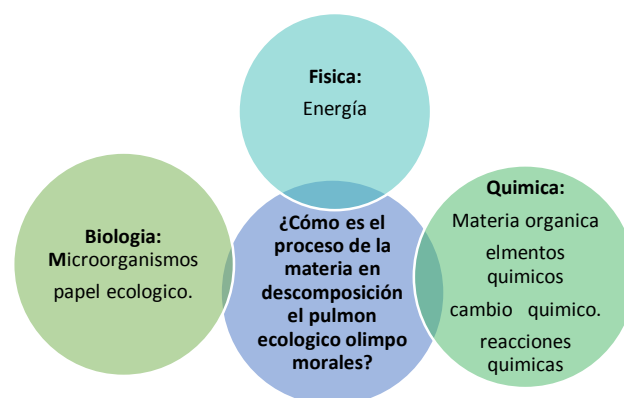 Fisica:
Energía
Biologia:
Microorganismos
papel ecologico.
¿Cómo es el
proceso de la
materia en
descomposición
el pulmon
ecologico olimpo
morales?
Quimica:
Materia organica
elmentos
quimicos
cambio quimico.
reacciones
quimicas